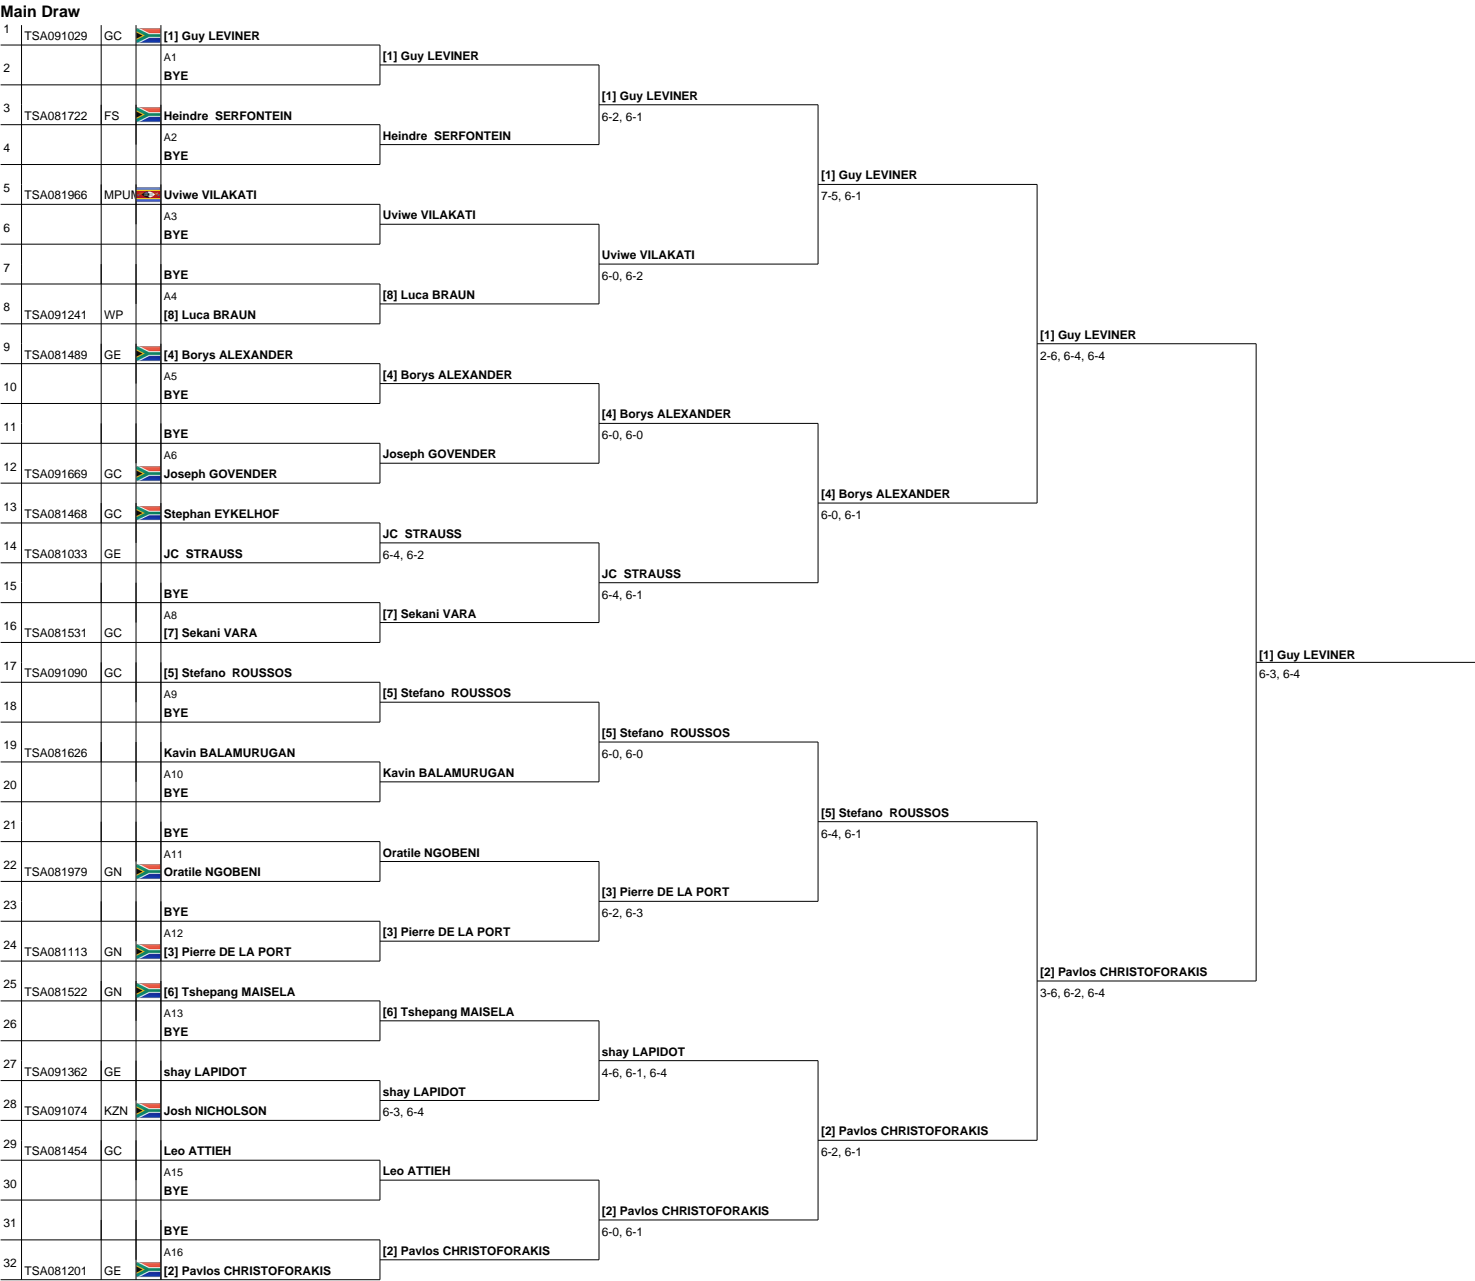 Main Draw
1 TSA091029 GC [1] Guy LEVINER
A1 [1] Guy LEVINER
2 BYE
[1] Guy LEVINER
3 TSA081722 FS Heindre SERFONTEIN 6-2, 6-1
A2 Heindre SERFONTEIN
4 BYE
[1] Guy LEVINER
5 TSA081966 MPUM Uviwe VILAKATI 7-5, 6-1
A3 Uviwe VILAKATI
6 BYE
Uviwe VILAKATI
7 BYE 6-0, 6-2
A4 [8] Luca BRAUN
8 TSA091241 WP [8] Luca BRAUN
[1] Guy LEVINER
9 TSA081489 GE [4] Borys ALEXANDER 2-6, 6-4, 6-4
A5 [4] Borys ALEXANDER
10 BYE
[4] Borys ALEXANDER
11 BYE 6-0, 6-0
A6 Joseph GOVENDER
12 TSA091669 GC Joseph GOVENDER
[4] Borys ALEXANDER
13 TSA081468 GC Stephan EYKELHOF 6-0, 6-1
JC STRAUSS
14 TSA081033 GE JC STRAUSS 6-4, 6-2
JC STRAUSS
15 BYE 6-4, 6-1
A8 [7] Sekani VARA
16 TSA081531 GC [7] Sekani VARA
[1] Guy LEVINER
17 TSA091090 GC [5] Stefano ROUSSOS 6-3, 6-4
A9 [5] Stefano ROUSSOS
18 BYE
[5] Stefano ROUSSOS
19 TSA081626 Kavin BALAMURUGAN 6-0, 6-0
A10 Kavin BALAMURUGAN
20 BYE
[5] Stefano ROUSSOS
21 BYE 6-4, 6-1
A11 Oratile NGOBENI
22 TSA081979 GN Oratile NGOBENI
[3] Pierre DE LA PORT
23 BYE 6-2, 6-3
A12 [3] Pierre DE LA PORT
24 TSA081113 GN [3] Pierre DE LA PORT
[2] Pavlos CHRISTOFORAKIS
25 TSA081522 GN [6] Tshepang MAISELA 3-6, 6-2, 6-4
A13 [6] Tshepang MAISELA
26 BYE
shay LAPIDOT
27 TSA091362 GE shay LAPIDOT 4-6, 6-1, 6-4
shay LAPIDOT
28 TSA091074 KZN Josh NICHOLSON 6-3, 6-4
[2] Pavlos CHRISTOFORAKIS
29 TSA081454 GC Leo ATTIEH 6-2, 6-1
A15 Leo ATTIEH
30 BYE
[2] Pavlos CHRISTOFORAKIS
31 BYE 6-0, 6-1
A16 [2] Pavlos CHRISTOFORAKIS
32 TSA081201 GE [2] Pavlos CHRISTOFORAKIS